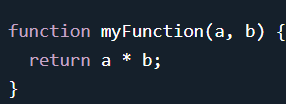 function myFunction(a, b) {
  return a * b;
}